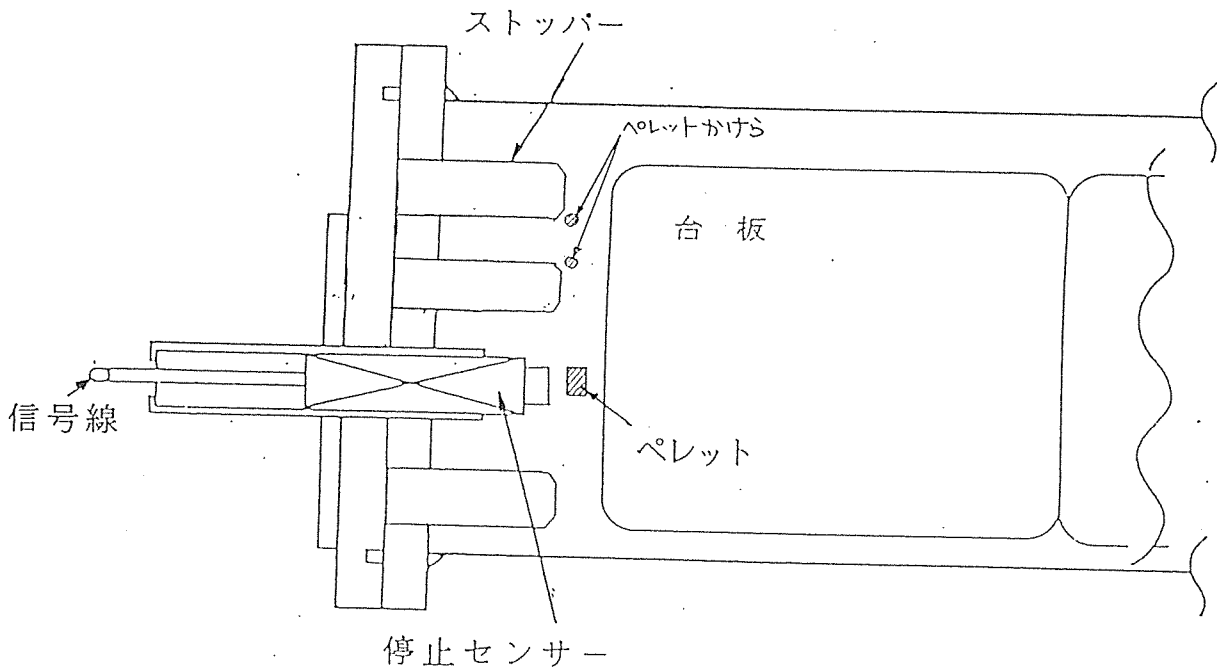 ストッパー
ペレットかけら
台板
信号線
ペレット
停止センサー